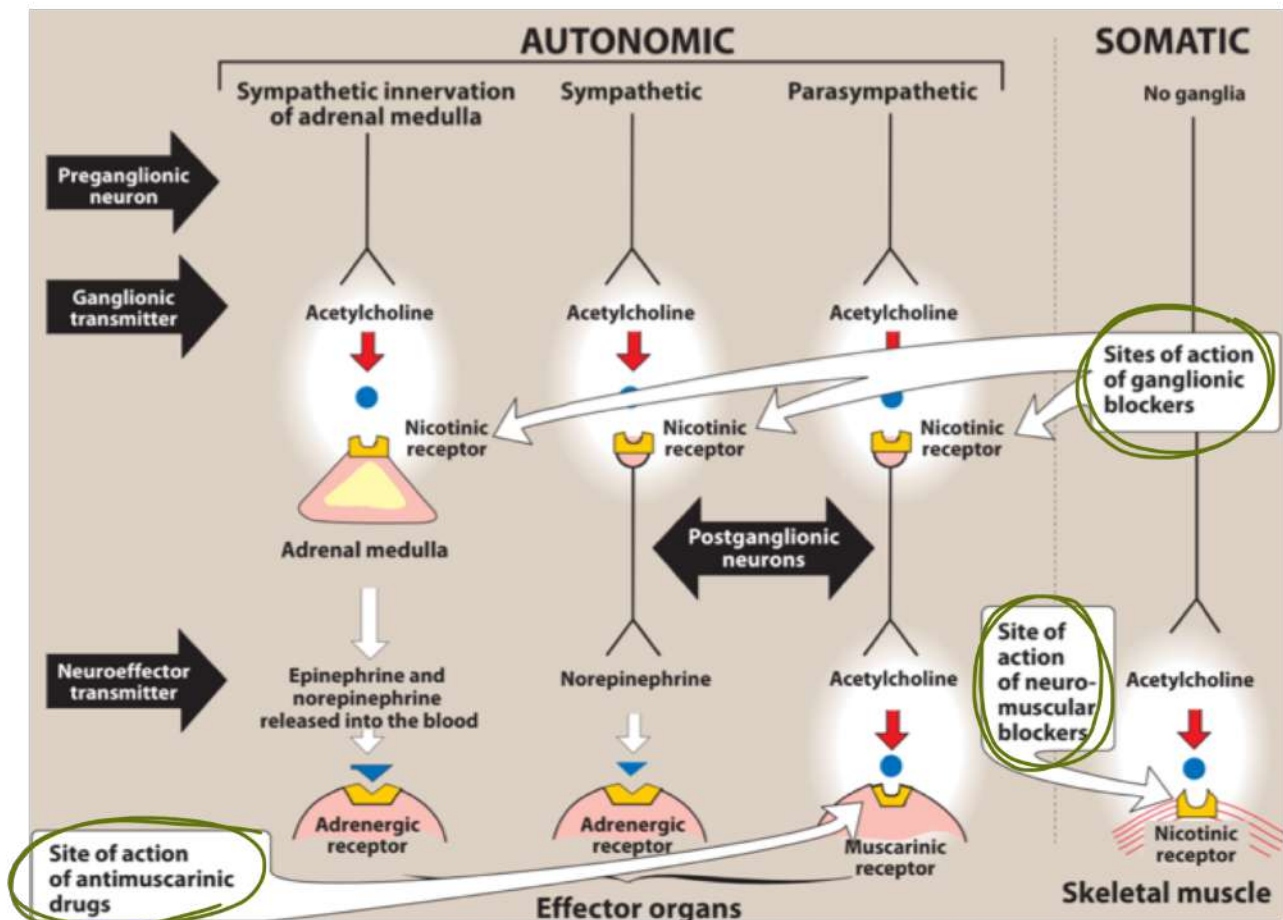 AUTONOMIC
SOMATIC
Sympathetic innervation
of adrenal medulla
Sympathetic
Parasympathetic
No ganglia
Preganglionic
neuron
Ganglionic
transmitter
Acetylcholine
Acetylcholine
Acetylcholine
Sites of action
of ganglionic
blockers
Nicotinic
receptor
Nicotinic
receptor
Nicotinic
receptor
Adrenal medulla
Postganglionic
neurons
Neuroeffector
transmitter
Epinephrine and
norepinephrine
released into the blood
Norepinephrine
Acetylcholine
Site of
action
of neuro-
muscular
blockers
Acetylcholine
Adrenergic
receptor
Adrenergic
receptor
Muscarinic
receptor
Nicotinic
receptor
Site of action
of antimuscarinic
drugs
Effector organs
Skeletal muscle